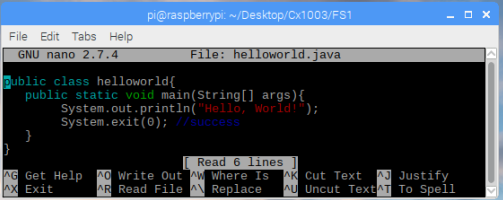 pi@raspberrypi: ~/Desktop/Cx1003/FS1
File Edit Tabs Help
GNU nano 2.7.4 File: helloworld.java
public class helloworld{
   public static void main(String[] args){
        System.out.println("Hello, World!");
        System.exit(0); //success
   }
}
[ Read 6 lines ]
^G Get Help ^O Write Out ^W Where Is ^K Cut Text ^J Justify
^X Exit ^R Read File ^\ Replace ^U Uncut Text ^T To Spell